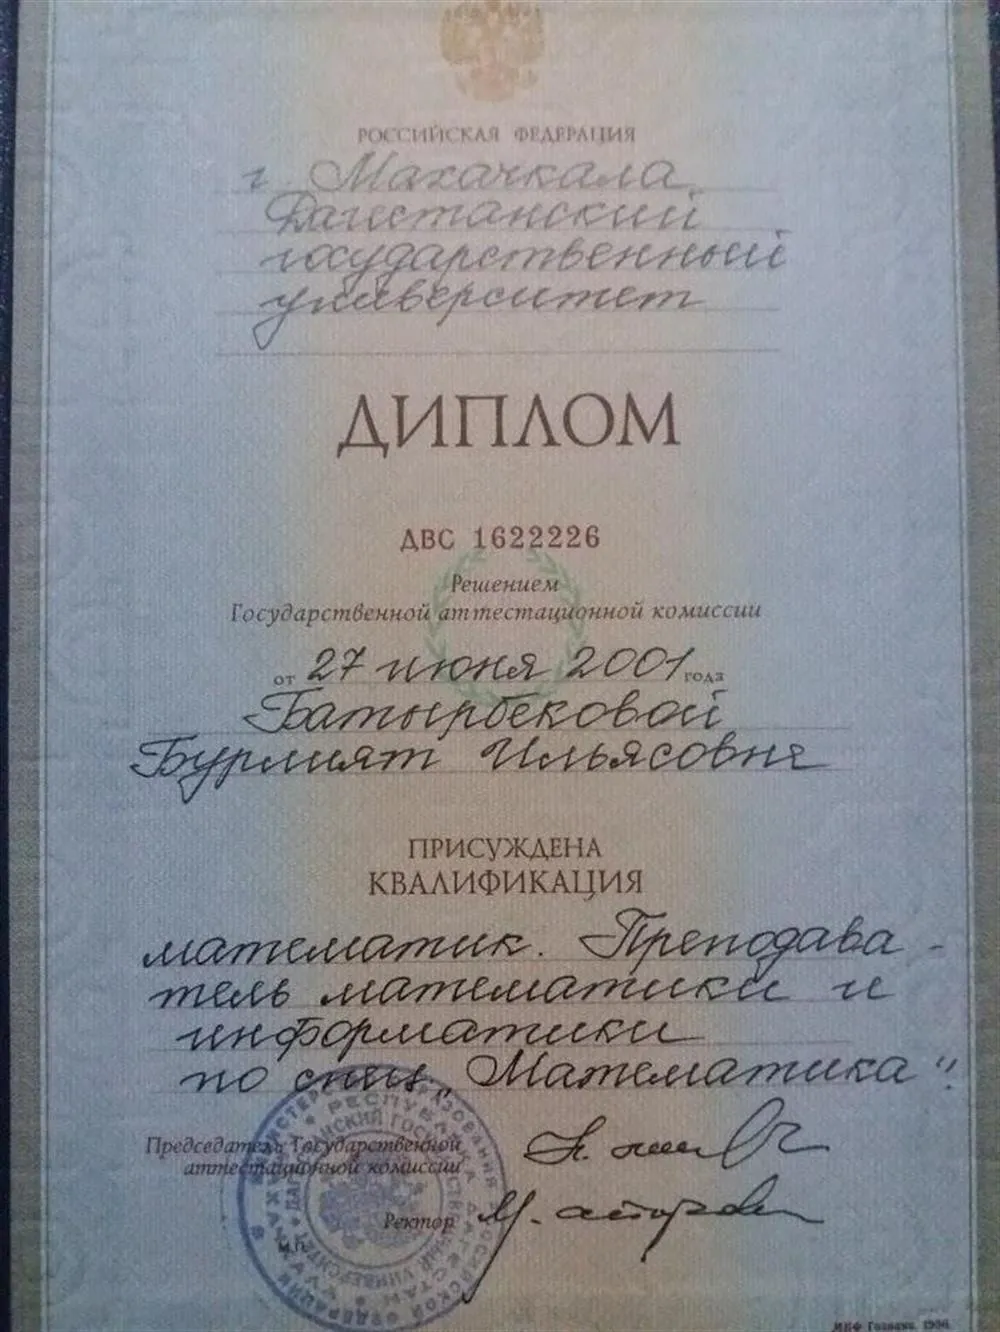 РОССИЙСКАЯ ФЕДЕРАЦИЯ
г. Махачкала
Дагестанский
государственный
университет
ДИПЛОМ
ДВС 1622226
Решением
Государственной аттестационной комиссии
от 27 июня 2001 года
Батырбековой
Бурлият Ильясовне
ПРИСУЖДЕНА
КВАЛИФИКАЦИЯ
математик. Преподава-
тель математики и
информатики
по спец. „Математика".
Председатель Государственной
аттестационной комиссии
Ректор
М.П.